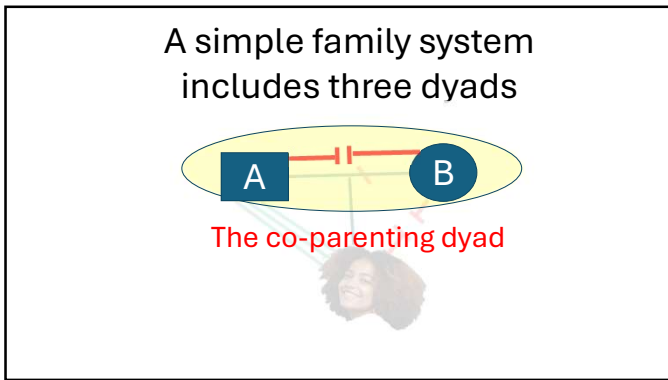 A simple family system
includes three dyads
A
B
The co-parenting dyad